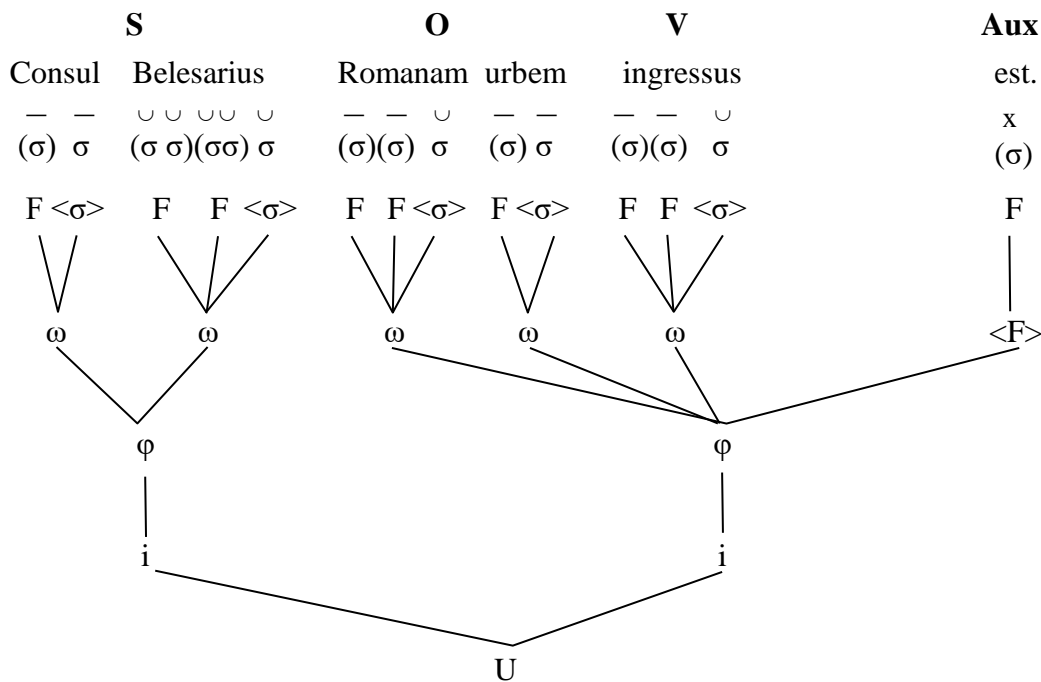 S O V Aux
Consul Belesarius Romanam urbem ingressus est.
— — ∪ ∪ ∪ ∪ ∪ — — ∪ — — — — ∪ x
(σ) σ (σ σ)(σσ) σ (σ)(σ) σ (σ) σ (σ)(σ) σ (σ)
F <σ> F F <σ> F F <σ> F <σ> F F <σ> F
ω ω ω ω ω <F>
φ φ
i i
U